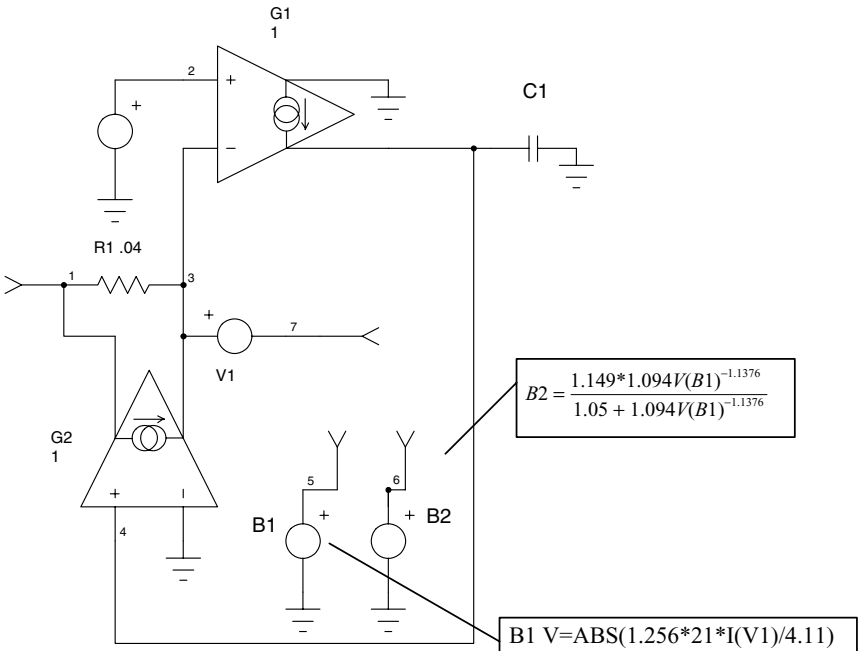 G1
1
2
+
+
C1
−
R1 .04
1
3
+
7
V1
G2
1
+
−
4
5
6
B1
+
+
B2
B2 = \frac{1.149*1.094V(B1)^{-1.1376}}{1.05 + 1.094V(B1)^{-1.1376}}
B1 V=ABS(1.256*21*I(V1)/4.11)